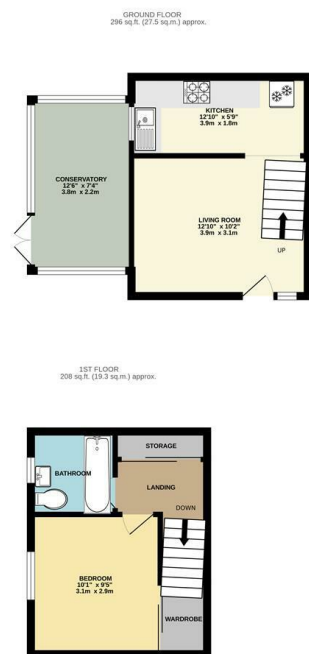 GROUND FLOOR
296 sq.ft. (27.5 sq.m.) approx.
KITCHEN
12'10" x 5'9"
3.9m x 1.8m
CONSERVATORY
12'6" x 7'4"
3.8m x 2.2m
LIVING ROOM
12'10" x 10'2"
3.9m x 3.1m
UP
1ST FLOOR
208 sq.ft. (19.3 sq.m.) approx.
STORAGE
BATHROOM
LANDING
DOWN
BEDROOM
10'1" x 9'5"
3.1m x 2.9m
WARDROBE